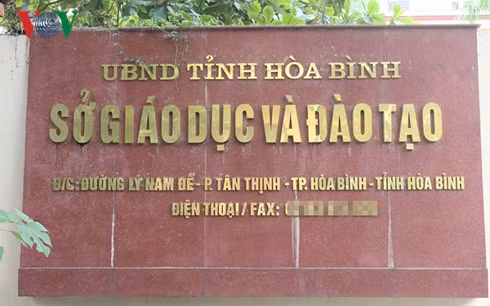 VOV
UBND TỈNH HÒA BÌNH
SỞ GIÁO DỤC VÀ ĐÀO TẠO
Đ/C: ĐƯỜNG LÝ NAM ĐẾ - P. TÂN THỊNH - TP. HÒA BÌNH - TỈNH HÒA BÌNH
ĐIỆN THOẠI / FAX: